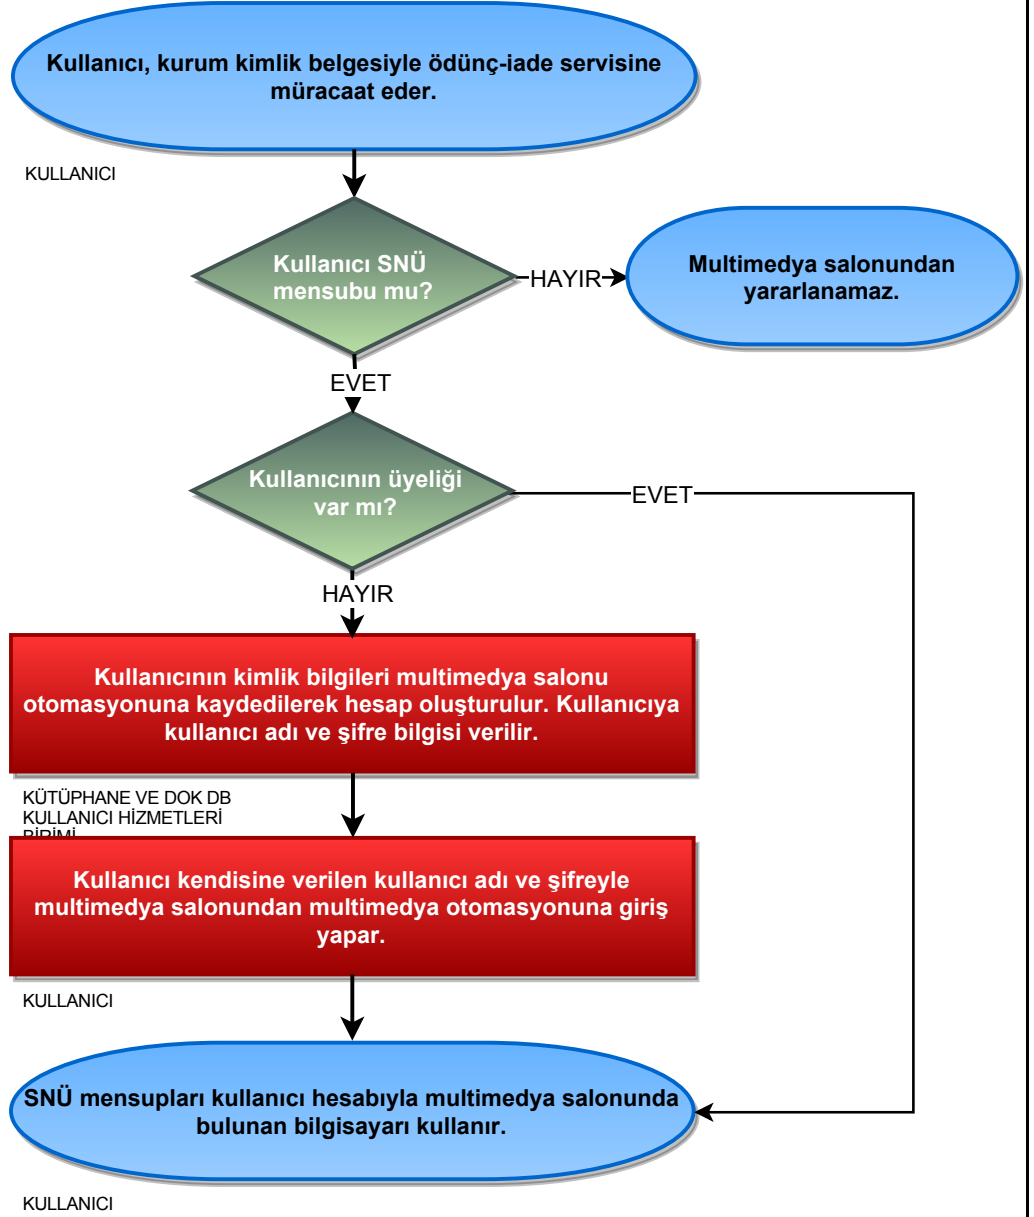 Kullanıcı, kurum kimlik belgesiyle ödünç-iade servisine
müracaat eder.
KULLANICI
Kullanıcı SNÜ
mensubu mu?
HAYIR
Multimedya salonundan
yararlanamaz.
EVET
Kullanıcının üyeliği
var mı?
EVET
HAYIR
Kullanıcının kimlik bilgileri multimedya salonu
otomasyonuna kaydedilerek hesap oluşturulur. Kullanıcıya
kullanıcı adı ve şifre bilgisi verilir.
KÜTÜPHANE VE DOK DB
KULLANICI HİZMETLERİ
BİRİMİ
Kullanıcı kendisine verilen kullanıcı adı ve şifreyle
multimedya salonundan multimedya otomasyonuna giriş
yapar.
KULLANICI
SNÜ mensupları kullanıcı hesabıyla multimedya salonunda
bulunan bilgisayarı kullanır.
KULLANICI